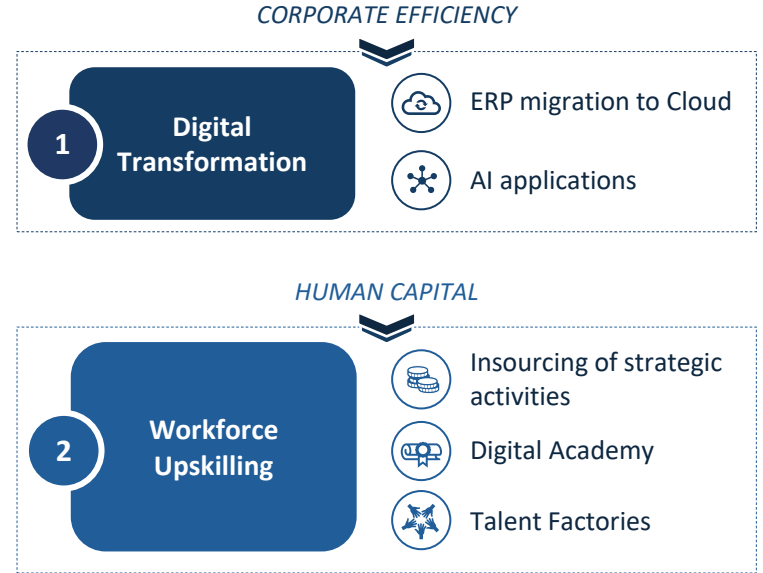 CORPORATE EFFICIENCY
1
Digital
Transformation
ERP migration to Cloud
AI applications
HUMAN CAPITAL
2
Workforce
Upskilling
Insourcing of strategic
activities
Digital Academy
Talent Factories